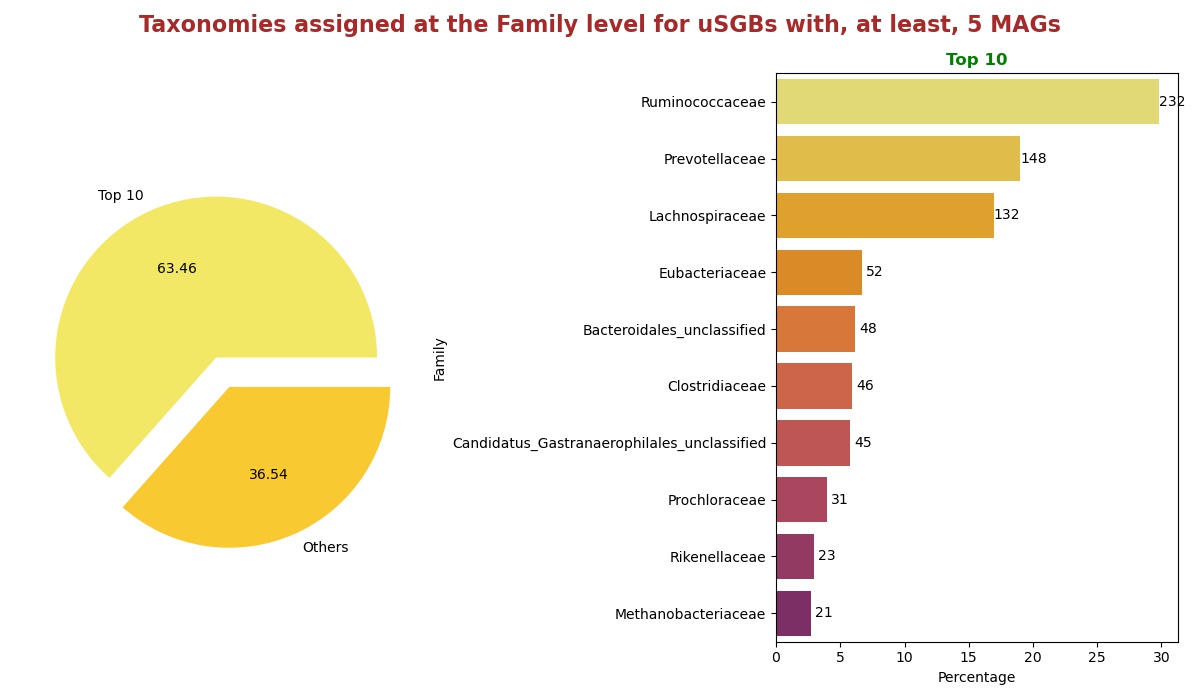 Taxonomies assigned at the Family level for uSGBs with, at least, 5 MAGs
Top 10
63.46
36.54
Others
Top 10
Family
Ruminococcaceae 232
Prevotellaceae 148
Lachnospiraceae 132
Eubacteriaceae 52
Bacteroidales_unclassified 48
Clostridiaceae 46
Candidatus_Gastranaerophilales_unclassified 45
Prochloraceae 31
Rikenellaceae 23
Methanobacteriaceae 21
0 5 10 15 20 25 30
Percentage